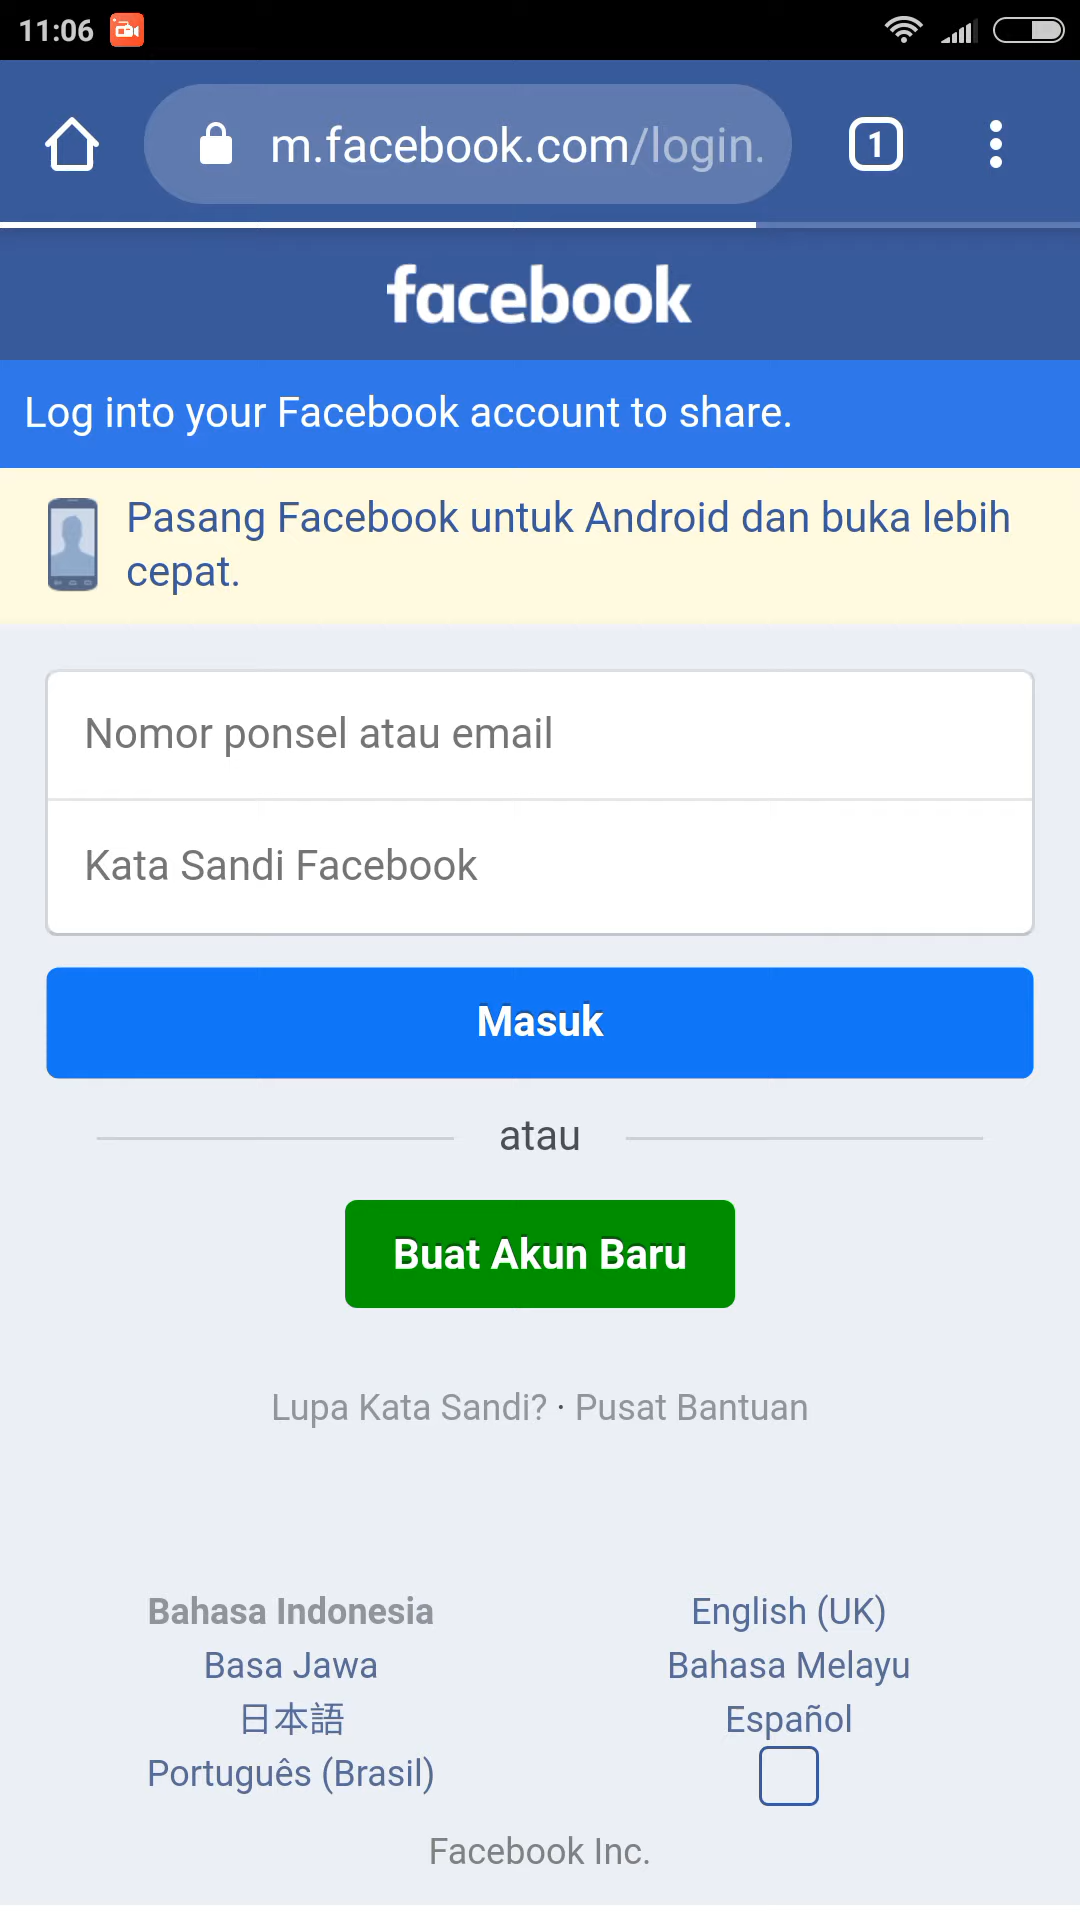 11:06
m.facebook.com/login.
1
facebook
Log into your Facebook account to share.
Pasang Facebook untuk Android dan buka lebih
cepat.
Nomor ponsel atau email
Kata Sandi Facebook
Masuk
atau
Buat Akun Baru
Lupa Kata Sandi? · Pusat Bantuan
Bahasa Indonesia
English (UK)
Basa Jawa
Bahasa Melayu
日本語
Español
Português (Brasil)
Facebook Inc.